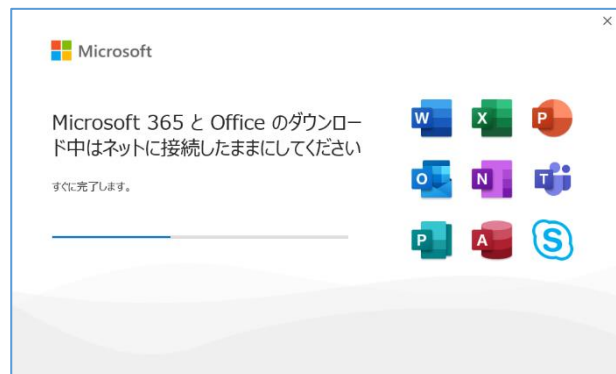 Microsoft
Microsoft 365 と Office のダウンロー
ド中はネットに接続したままにしてください
すぐに完了します。
W
X
P
O
N
T
P
A
S